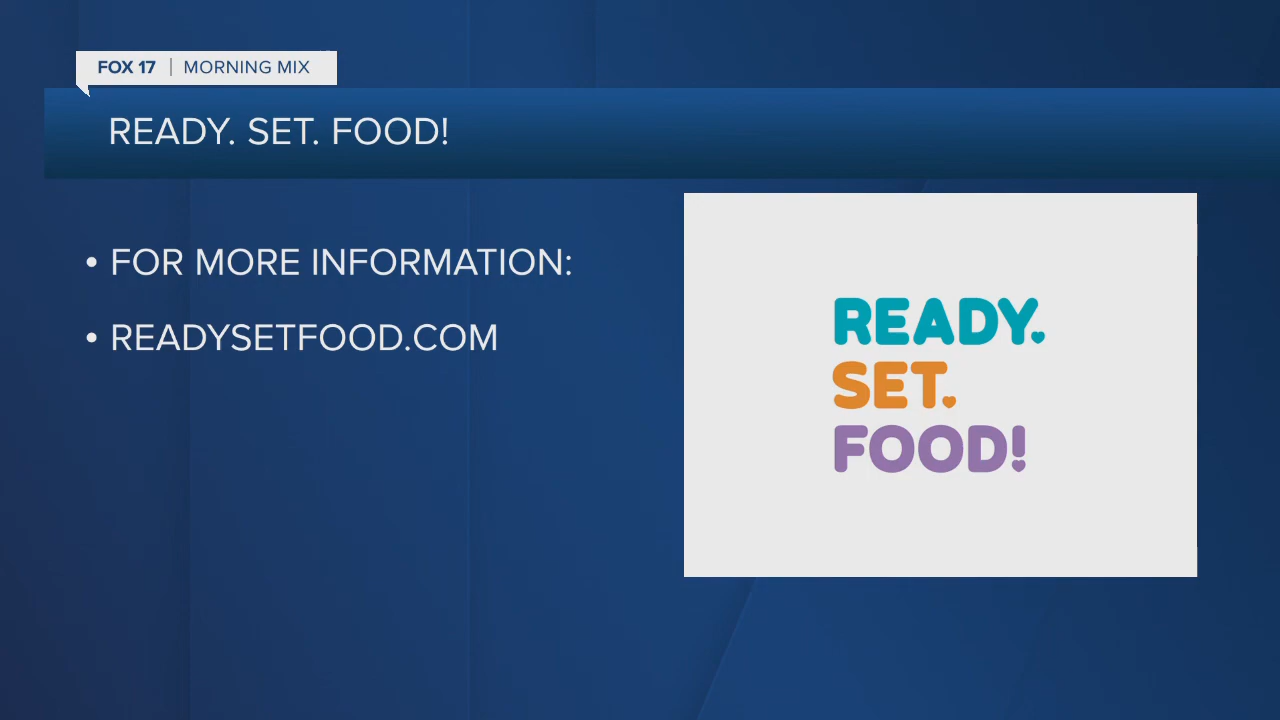 FOX 17 | MORNING MIX
READY. SET. FOOD!
• FOR MORE INFORMATION:
• READYSETFOOD.COM
READY.
SET.
FOOD!